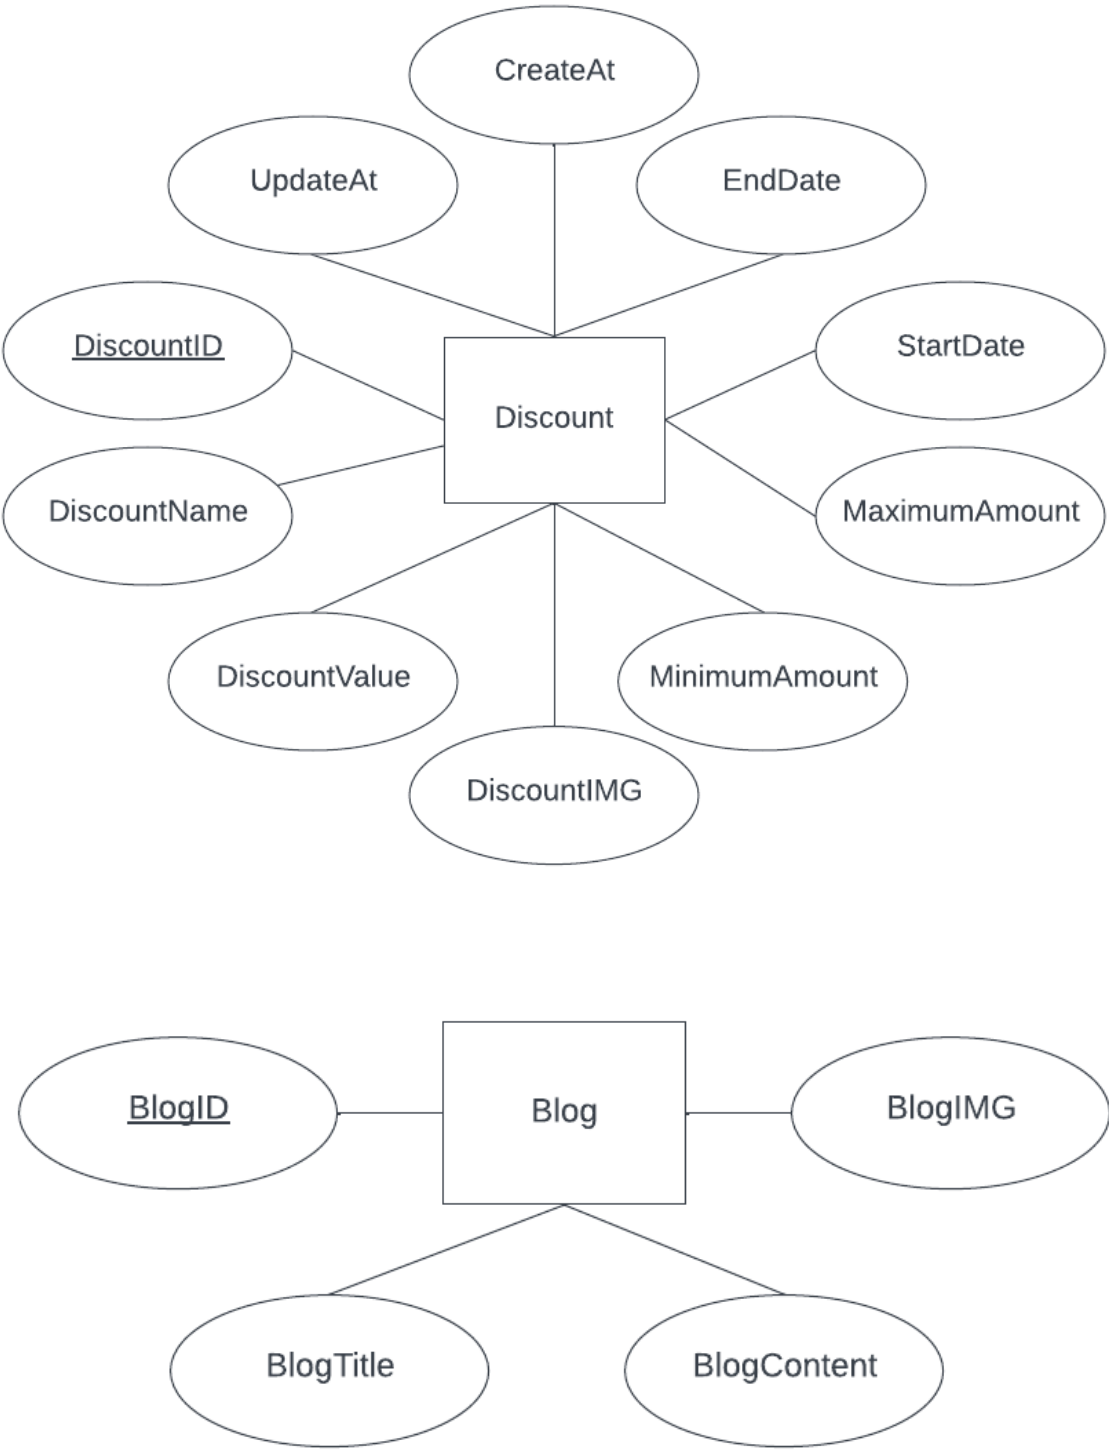 CreateAt
UpdateAt
EndDate
DiscountID
StartDate
Discount
DiscountName
MaximumAmount
DiscountValue
MinimumAmount
DiscountIMG
BlogID
Blog
BlogIMG
BlogTitle
BlogContent